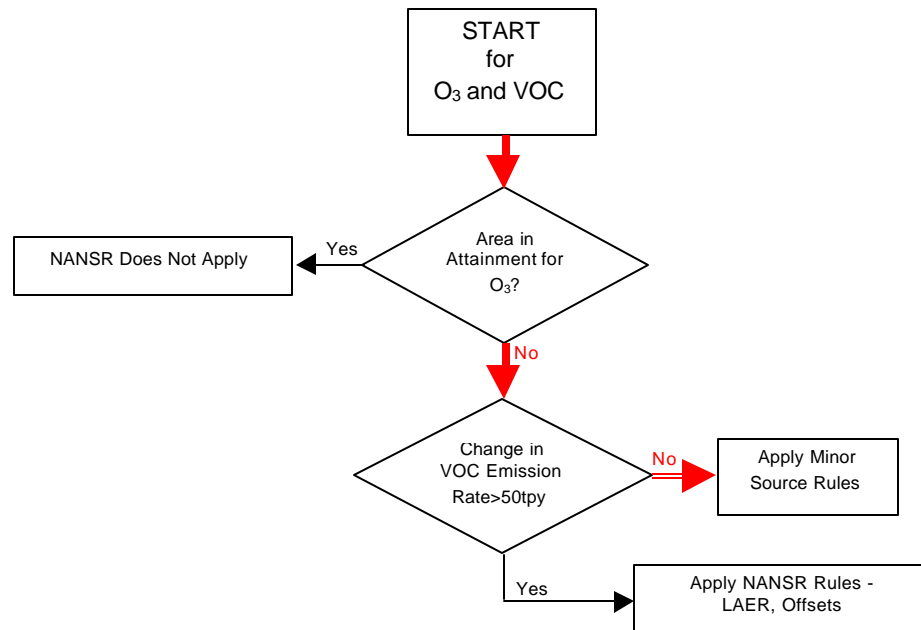 START
for
O₃ and VOC
Area in
Attainment for
O₃?
Yes
NANSR Does Not Apply
No
Change in
VOC Emission
Rate>50tpy
No
Apply Minor
Source Rules
Yes
Apply NANSR Rules -
LAER, Offsets